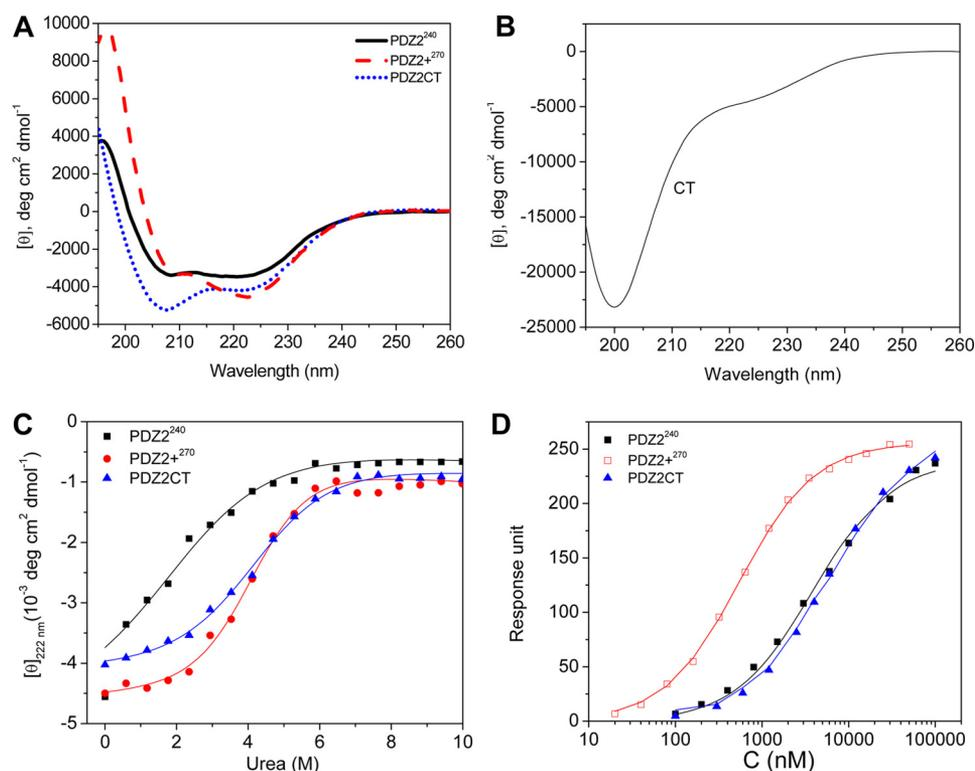 A
10000
8000
6000
4000
2000
0
-2000
-4000
-6000
[θ], deg cm² dmol⁻¹
PDZ2²⁴⁰
PDZ2+²⁷⁰
PDZ2CT
200 210 220 230 240 250 260
Wavelength (nm)
B
0
-5000
-10000
-15000
-20000
-25000
[θ], deg cm² dmol⁻¹
CT
200 210 220 230 240 250 260
Wavelength (nm)
C
0
-1
-2
-3
-4
-5
[θ]222 nm(10⁻³ deg cm² dmol⁻¹)
PDZ2²⁴⁰
PDZ2+²⁷⁰
PDZ2CT
0 2 4 6 8 10
Urea (M)
D
250
200
150
100
50
0
Response unit
PDZ2²⁴⁰
PDZ2+²⁷⁰
PDZ2CT
10 100 1000 10000 100000
C (nM)